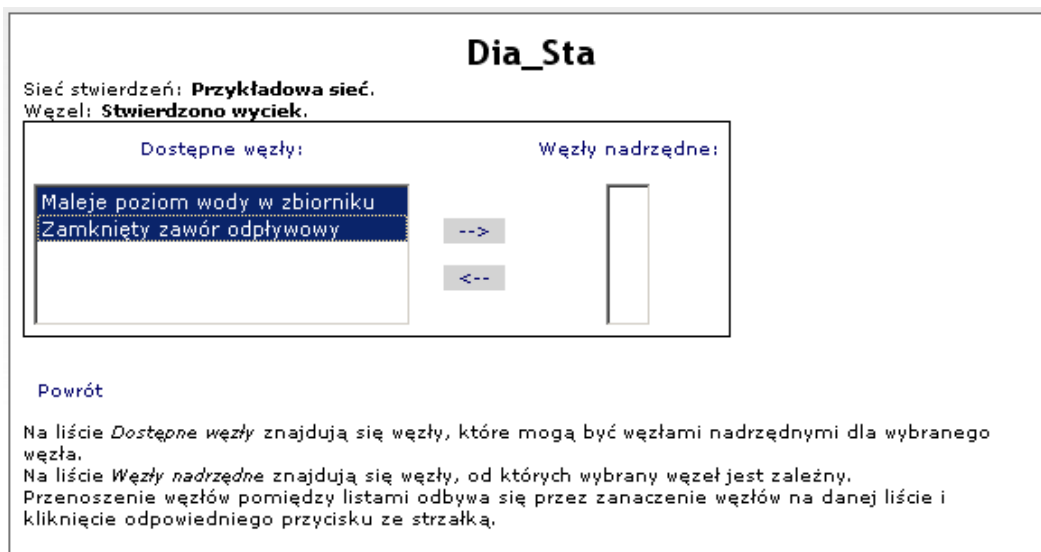 Dia_Sta
Sieć stwierdzeń: Przykładowa sieć.
Węzel: Stwierdzono wyciek.
Dostępne węzły:
Węzły nadrzędne:
Maleje poziom wody w zbiorniku
Zamknięty zawór odpływowy
-->
<--
Powrót
Na liście Dostępne węzły znajdują się węzły, które mogą być węzłami nadrzędnymi dla wybranego
węzła.
Na liście Węzły nadrzędne znajdują się węzły, od których wybrany węzeł jest zależny.
Przenoszenie węzłów pomiędzy listami odbywa się przez zanaczenie węzłów na danej liście i
kliknięcie odpowiedniego przycisku ze strzałką.